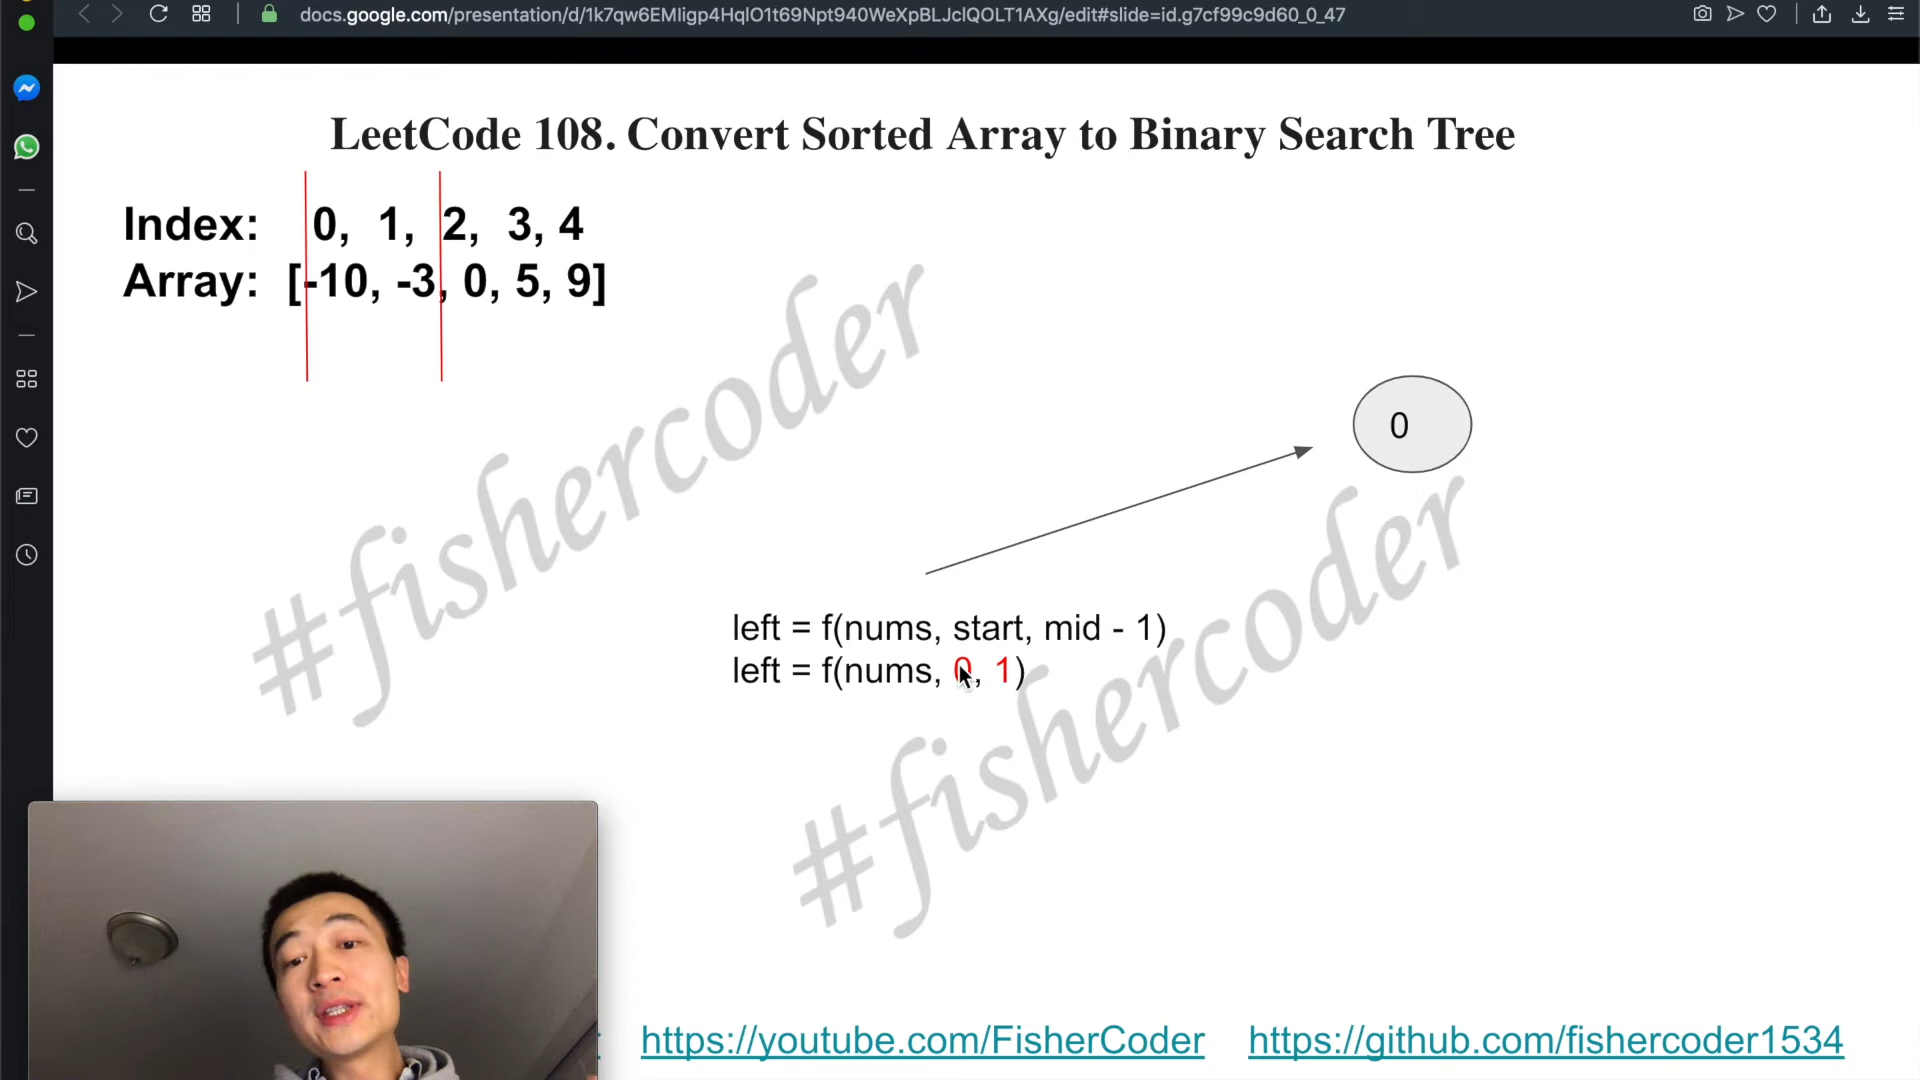 docs.google.com/presentation/d/1k7qw6EMIigp4HqlO1t69Npt940WeXpBLJclQOLT1AXg/edit#slide=id.g7cf99c9d60_0_47
LeetCode 108. Convert Sorted Array to Binary Search Tree
Index: 0, 1, 2, 3, 4
Array: [-10, -3, 0, 5, 9]
0
#fishercoder
left = f(nums, start, mid - 1)
left = f(nums, 0, 1)
#fishercoder
https://youtube.com/FisherCoder https://github.com/fishercoder1534